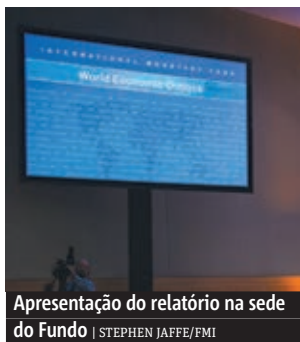 INTERNATIONAL MONETARY FUND
World Economic Outlook
Apresentação do relatório na sede
do Fundo | STEPHEN JAFFE/FMI